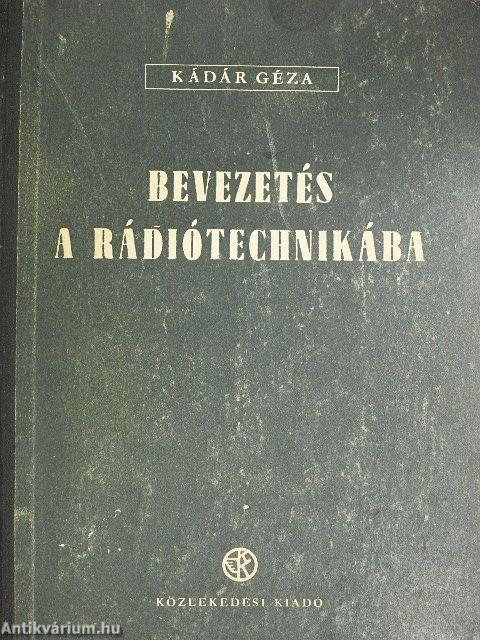 KÁDÁR GÉZA
BEVEZETÉS
A RÁDIÓTECHNIKÁBA
KÖZLEKEDÉSI KIADÓ
Antikvárium.hu